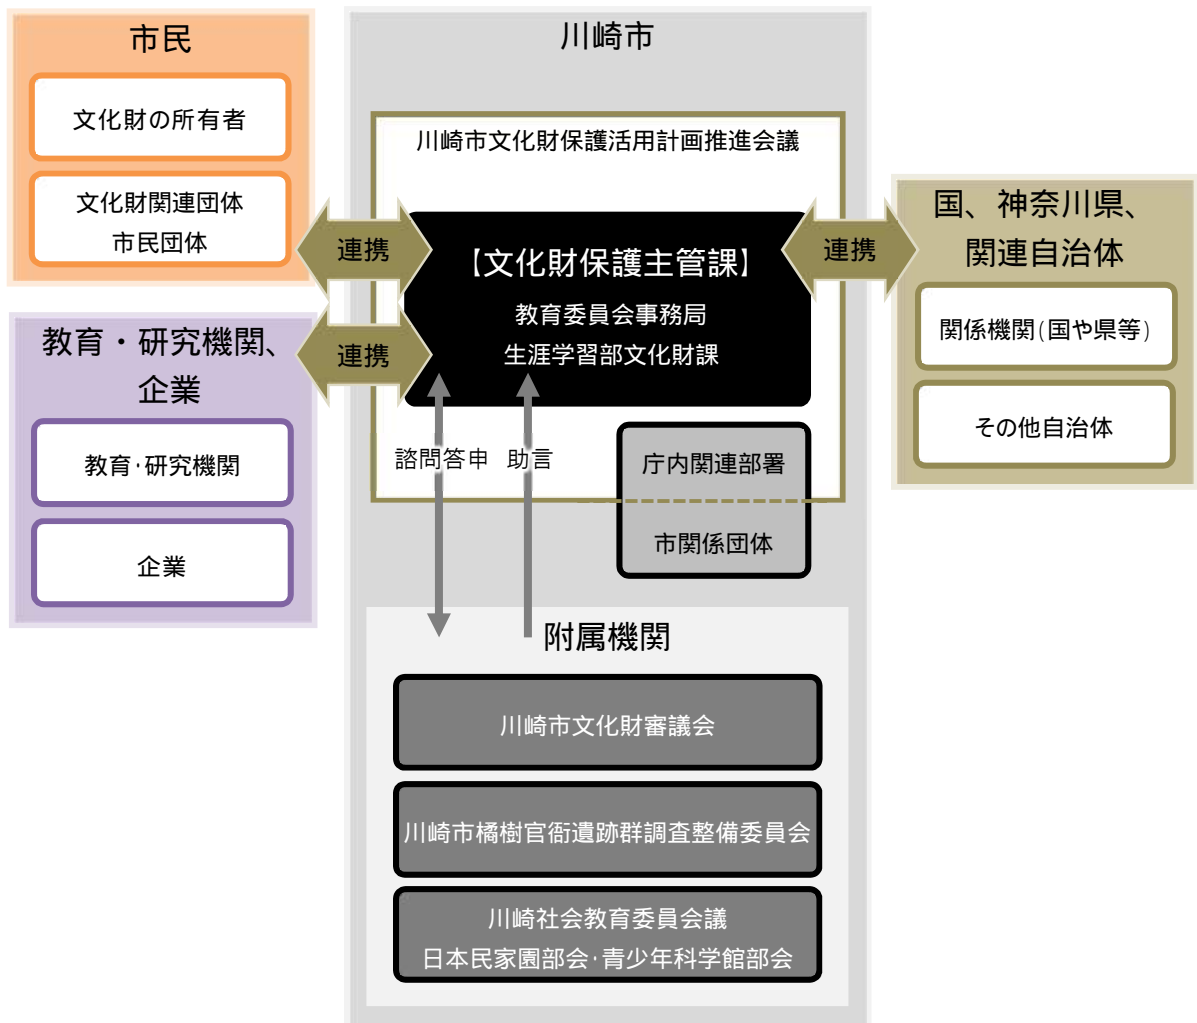 市民
文化財の所有者
文化財関連団体
市民団体
教育・研究機関、
企業
教育・研究機関
企業
川崎市
川崎市文化財保護活用計画推進会議
【文化財保護主管課】
教育委員会事務局
生涯学習部文化財課
連携
連携
連携
諮問答申
助言
庁内関連部署
市関係団体
附属機関
川崎市文化財審議会
川崎市橘樹官衙遺跡群調査整備委員会
川崎社会教育委員会議
日本民家園部会・青少年科学館部会
国、神奈川県、
関連自治体
関係機関(国や県等)
その他自治体